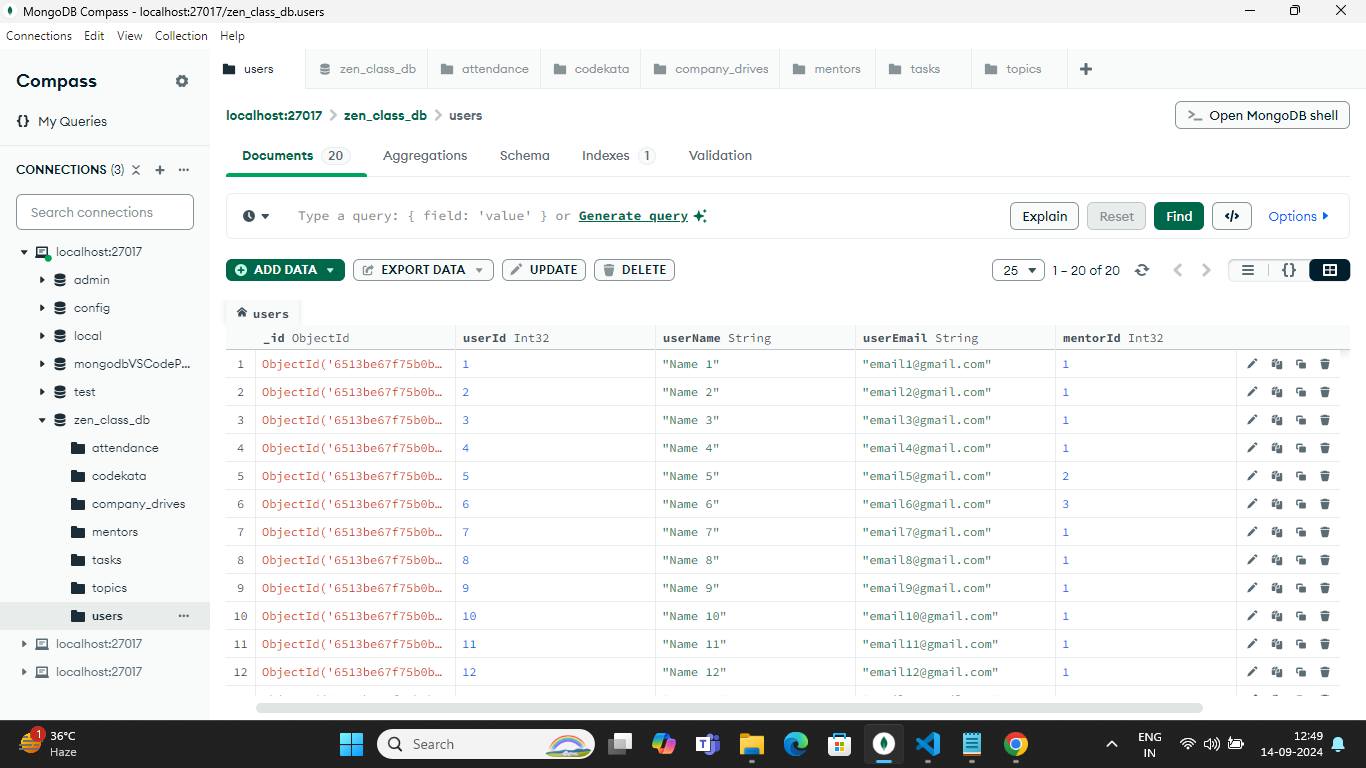 MongoDB Compass - localhost:27017/zen_class_db.users
Connections Edit View Collection Help
Compass
{} My Queries
CONNECTIONS (3)
Search connections
localhost:27017
admin
config
local
mongodbVSCodeP...
test
zen_class_db
attendance
codekata
company_drives
mentors
tasks
topics
users
localhost:27017
localhost:27017
users zen_class_db attendance codekata company_drives mentors tasks topics
localhost:27017 > zen_class_db > users
>_ Open MongoDB shell
Documents 20 Aggregations Schema Indexes 1 Validation
Type a query: { field: 'value' } or Generate query
Explain Reset Find </> Options
ADD DATA EXPORT DATA UPDATE DELETE
25 1 – 20 of 20 {}
users
_id ObjectId userId Int32 userName String userEmail String mentorId Int32
1 ObjectId('6513be67f75b0b… 1 "Name 1" "email1@gmail.com" 1
2 ObjectId('6513be67f75b0b… 2 "Name 2" "email2@gmail.com" 1
3 ObjectId('6513be67f75b0b… 3 "Name 3" "email3@gmail.com" 1
4 ObjectId('6513be67f75b0b… 4 "Name 4" "email4@gmail.com" 1
5 ObjectId('6513be67f75b0b… 5 "Name 5" "email5@gmail.com" 2
6 ObjectId('6513be67f75b0b… 6 "Name 6" "email6@gmail.com" 3
7 ObjectId('6513be67f75b0b… 7 "Name 7" "email7@gmail.com" 1
8 ObjectId('6513be67f75b0b… 8 "Name 8" "email8@gmail.com" 1
9 ObjectId('6513be67f75b0b… 9 "Name 9" "email9@gmail.com" 1
10 ObjectId('6513be67f75b0b… 10 "Name 10" "email10@gmail.com" 1
11 ObjectId('6513be67f75b0b… 11 "Name 11" "email11@gmail.com" 1
12 ObjectId('6513be67f75b0b… 12 "Name 12" "email12@gmail.com" 1
1
36°C
Haze
Search
ENG
IN
12:49
14-09-2024